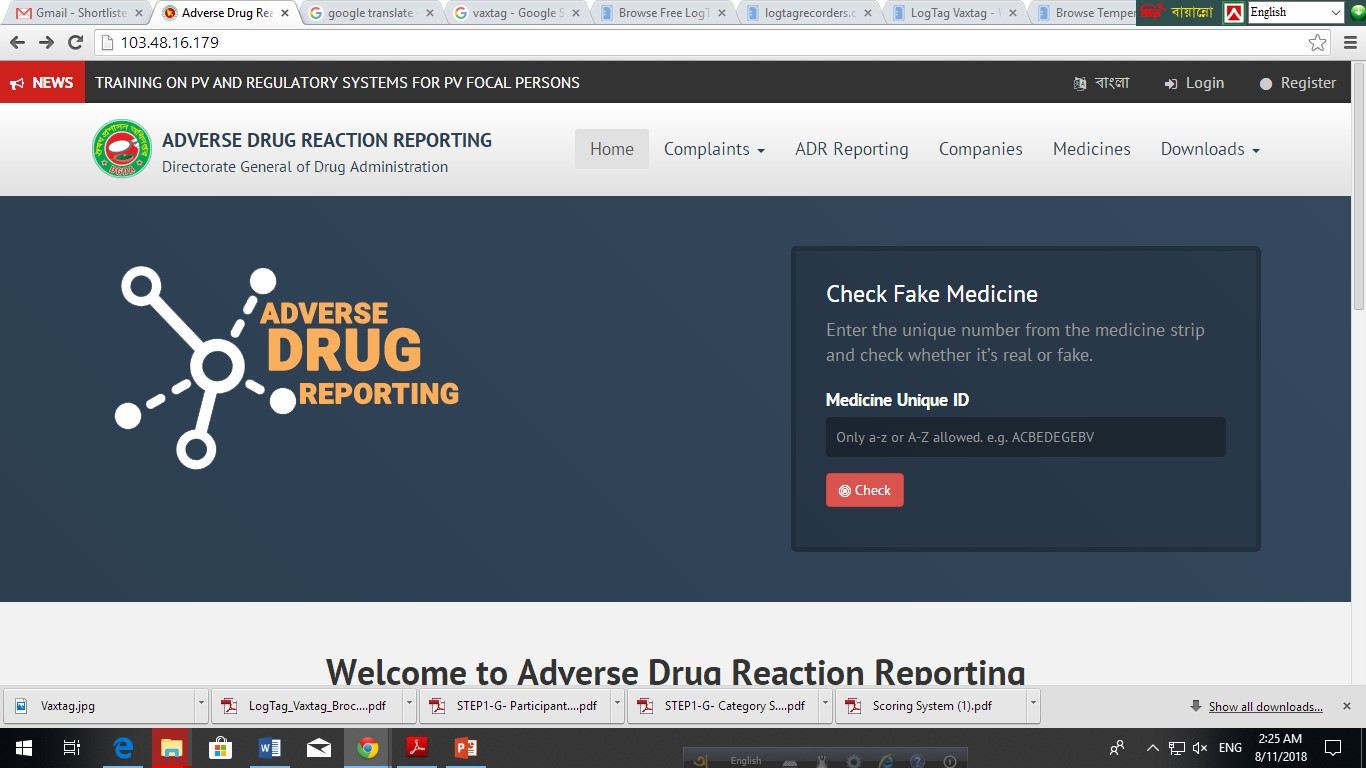 Gmail - Shortliste
Adverse Drug Rea
google translate
vaxtag - Google S
Browse Free LogT
logtagrecorders.c
LogTag Vaxtag - V
Browse Temper
বায়ান্নো
English
103.48.16.179
NEWS
TRAINING ON PV AND REGULATORY SYSTEMS FOR PV FOCAL PERSONS
বাংলা
Login
Register
ADVERSE DRUG REACTION REPORTING
Directorate General of Drug Administration
DGDA
Home
Complaints
ADR Reporting
Companies
Medicines
Downloads
ADVERSE
DRUG
REPORTING
Check Fake Medicine
Enter the unique number from the medicine strip
and check whether it's real or fake.
Medicine Unique ID
Only a-z or A-Z allowed. e.g. ACBEDEGEBV
Check
Welcome to Adverse Drug Reaction Reporting
Vaxtag.jpg
LogTag_Vaxtag_Broc....pdf
STEP1-G- Participant....pdf
STEP1-G- Category S....pdf
Scoring System (1).pdf
Show all downloads...
English
ENG
2:25 AM
8/11/2018